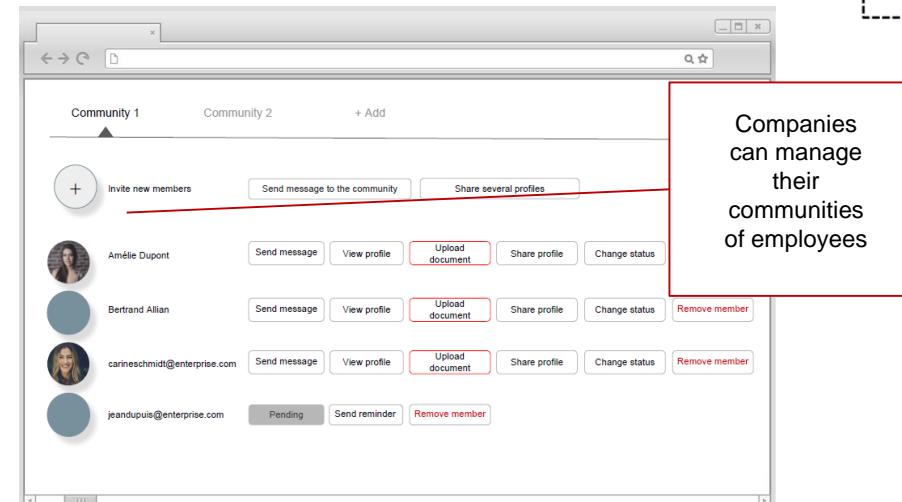 Community 1
Community 2
+ Add
Companies
can manage
their
communities
of employees
Invite new members
Send message to the community
Share several profiles
Amélie Dupont
Send message
View profile
Upload
document
Share profile
Change status
Bertrand Allian
Send message
View profile
Upload
document
Share profile
Change status
Remove member
carineschmidt@enterprise.com
Send message
View profile
Upload
document
Share profile
Change status
Remove member
jeandupuis@enterprise.com
Pending
Send reminder
Remove member